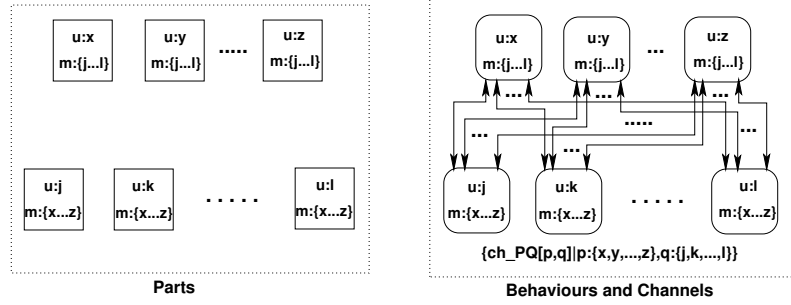 u:x u:y ..... u:z
m:{j...l} m:{j...l} m:{j...l}
u:j u:k ..... u:l
m:{x...z} m:{x...z} m:{x...z}
Parts
u:x u:y ... u:z
m:{j...l} m:{j...l} m:{j...l}
... ... ...
... ..... ...
...
u:j u:k ..... u:l
m:{x...z} m:{x...z} m:{x...z}
{ch_PQ[p,q]|p:{x,y,...,z},q:{j,k,...,l}}
Behaviours and Channels